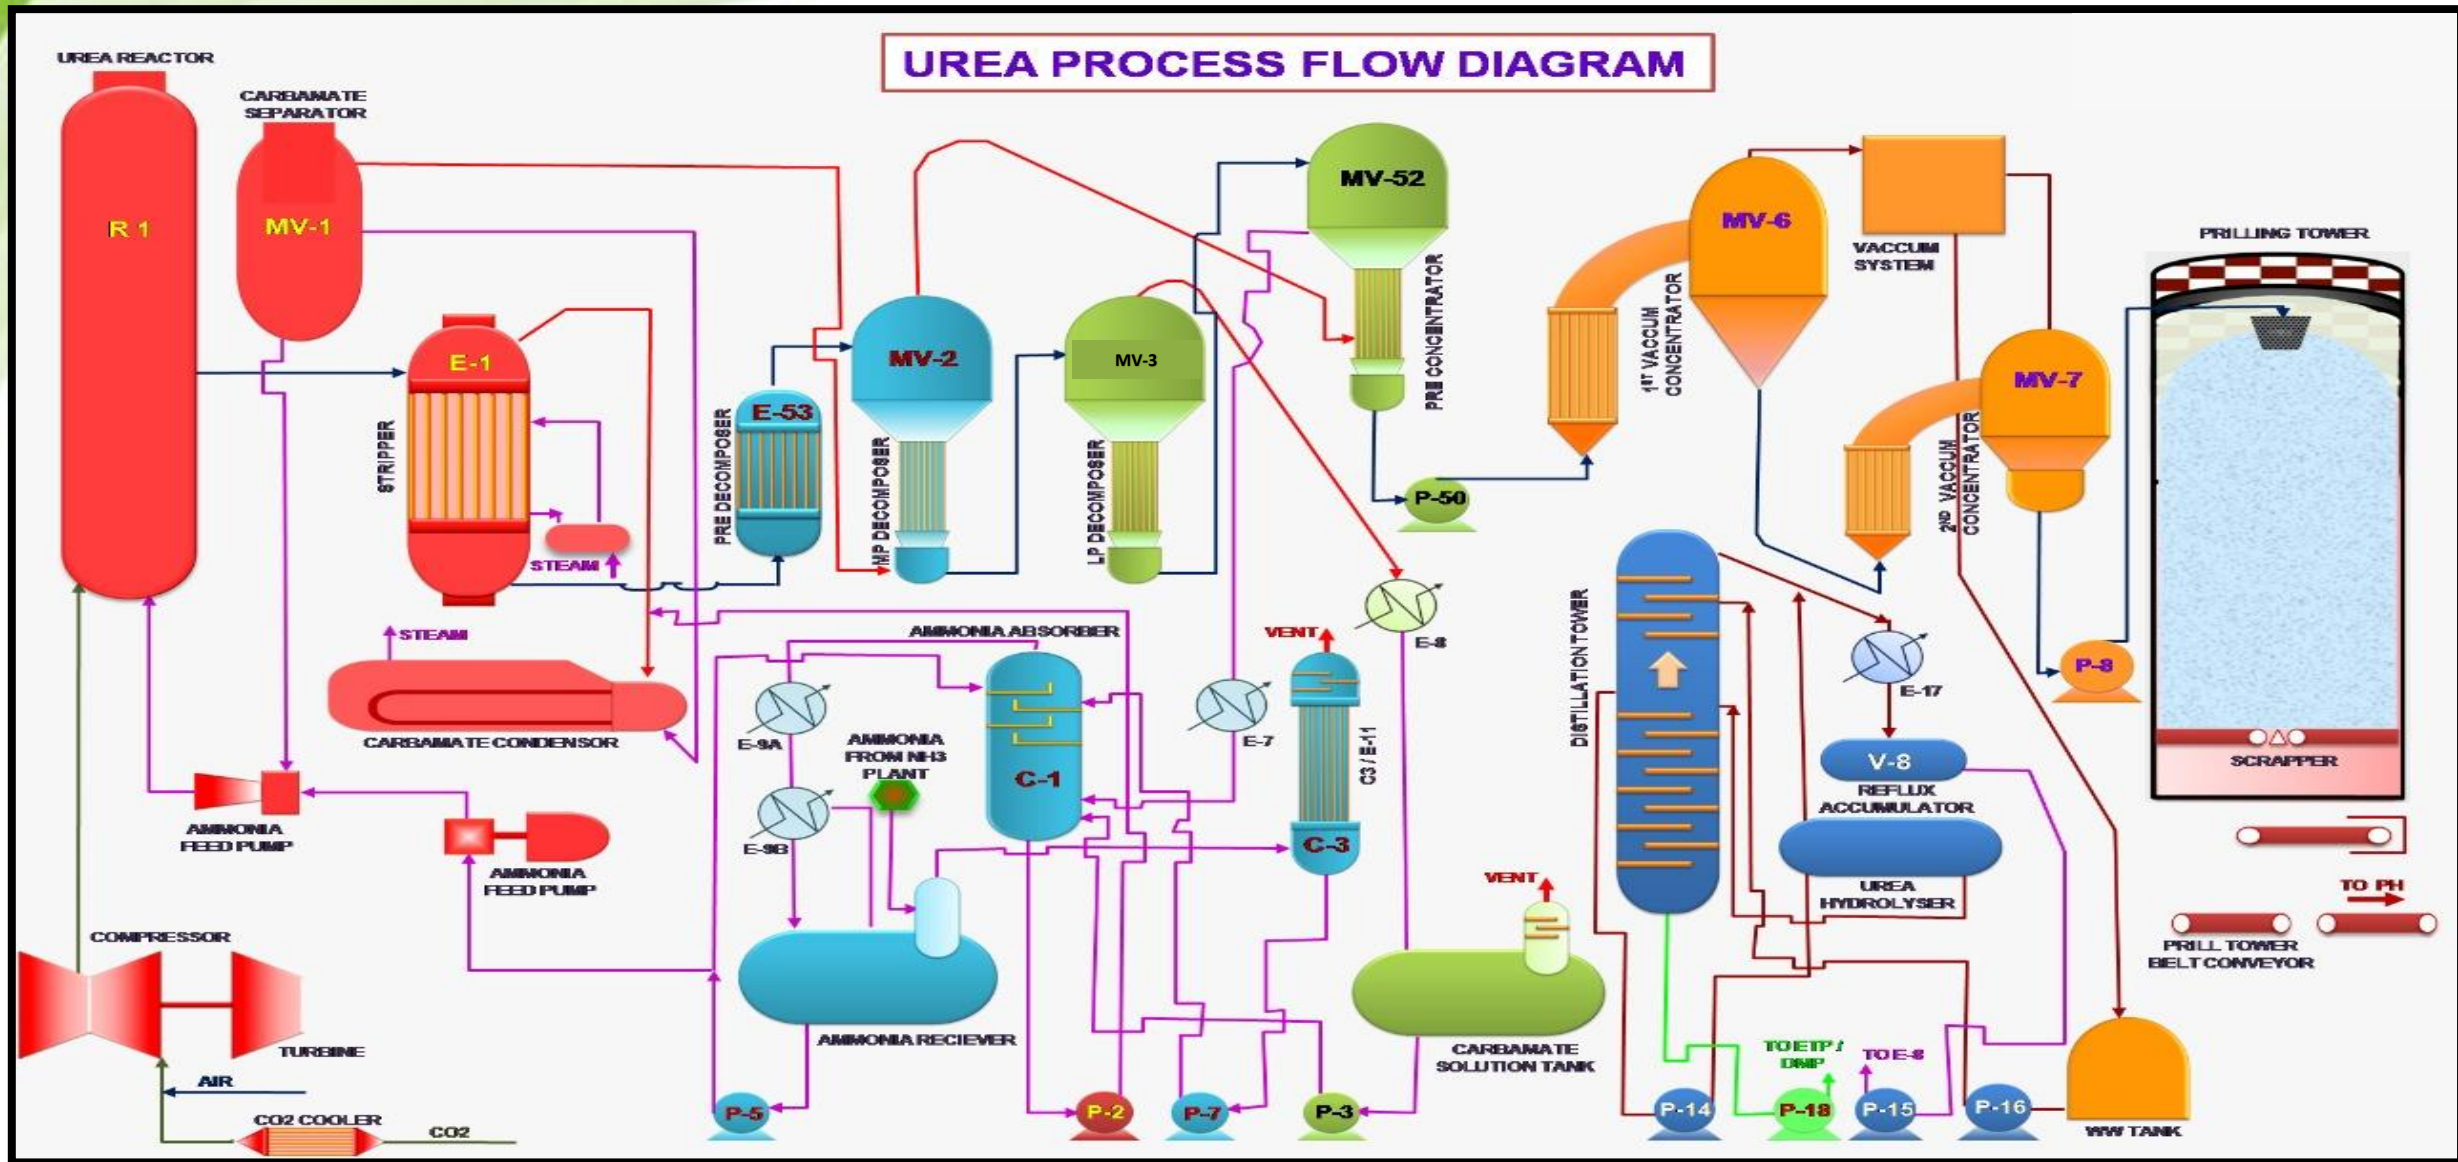 UREA PROCESS FLOW DIAGRAM
UREA REACTOR
R 1
CARBAMATE
SEPARATOR
MV-1
E-1
STRIPPER
STEAM
STEAM
CARBAMATE CONDENSOR
AMMONIA
FEED PUMP
AMMONIA
FEED PUMP
COMPRESSOR
TURBINE
AIR
CO2 COOLER
CO2
E-53
PRE DECOMPOSER
MV-2
MP DECOMPOSER
MV-3
LP DECOMPOSER
MV-52
PRE CONCENTRATOR
P-50
AMMONIA ABSORBER
C-1
E-9A
E-9B
AMMONIA
FROM NH3
PLANT
AMMONIA RECIEVER
E-7
VENT
C3 / E-11
C-3
E-8
VENT
CARBAMATE
SOLUTION TANK
P-5
P-2
P-7
P-3
MV-6
1ST VACCUM
CONCENTRATOR
VACCUM
SYSTEM
MV-7
2ND VACCUM
CONCENTRATOR
P-8
DISTILLATION TOWER
E-17
V-8
REFLUX
ACCUMULATOR
UREA
HYDROLYSER
TO ETP /
DMP
TO E-8
P-14
P-18
P-15
P-16
WW TANK
PRILLING TOWER
SCRAPPER
TO PH
PRILL TOWER
BELT CONVEYOR